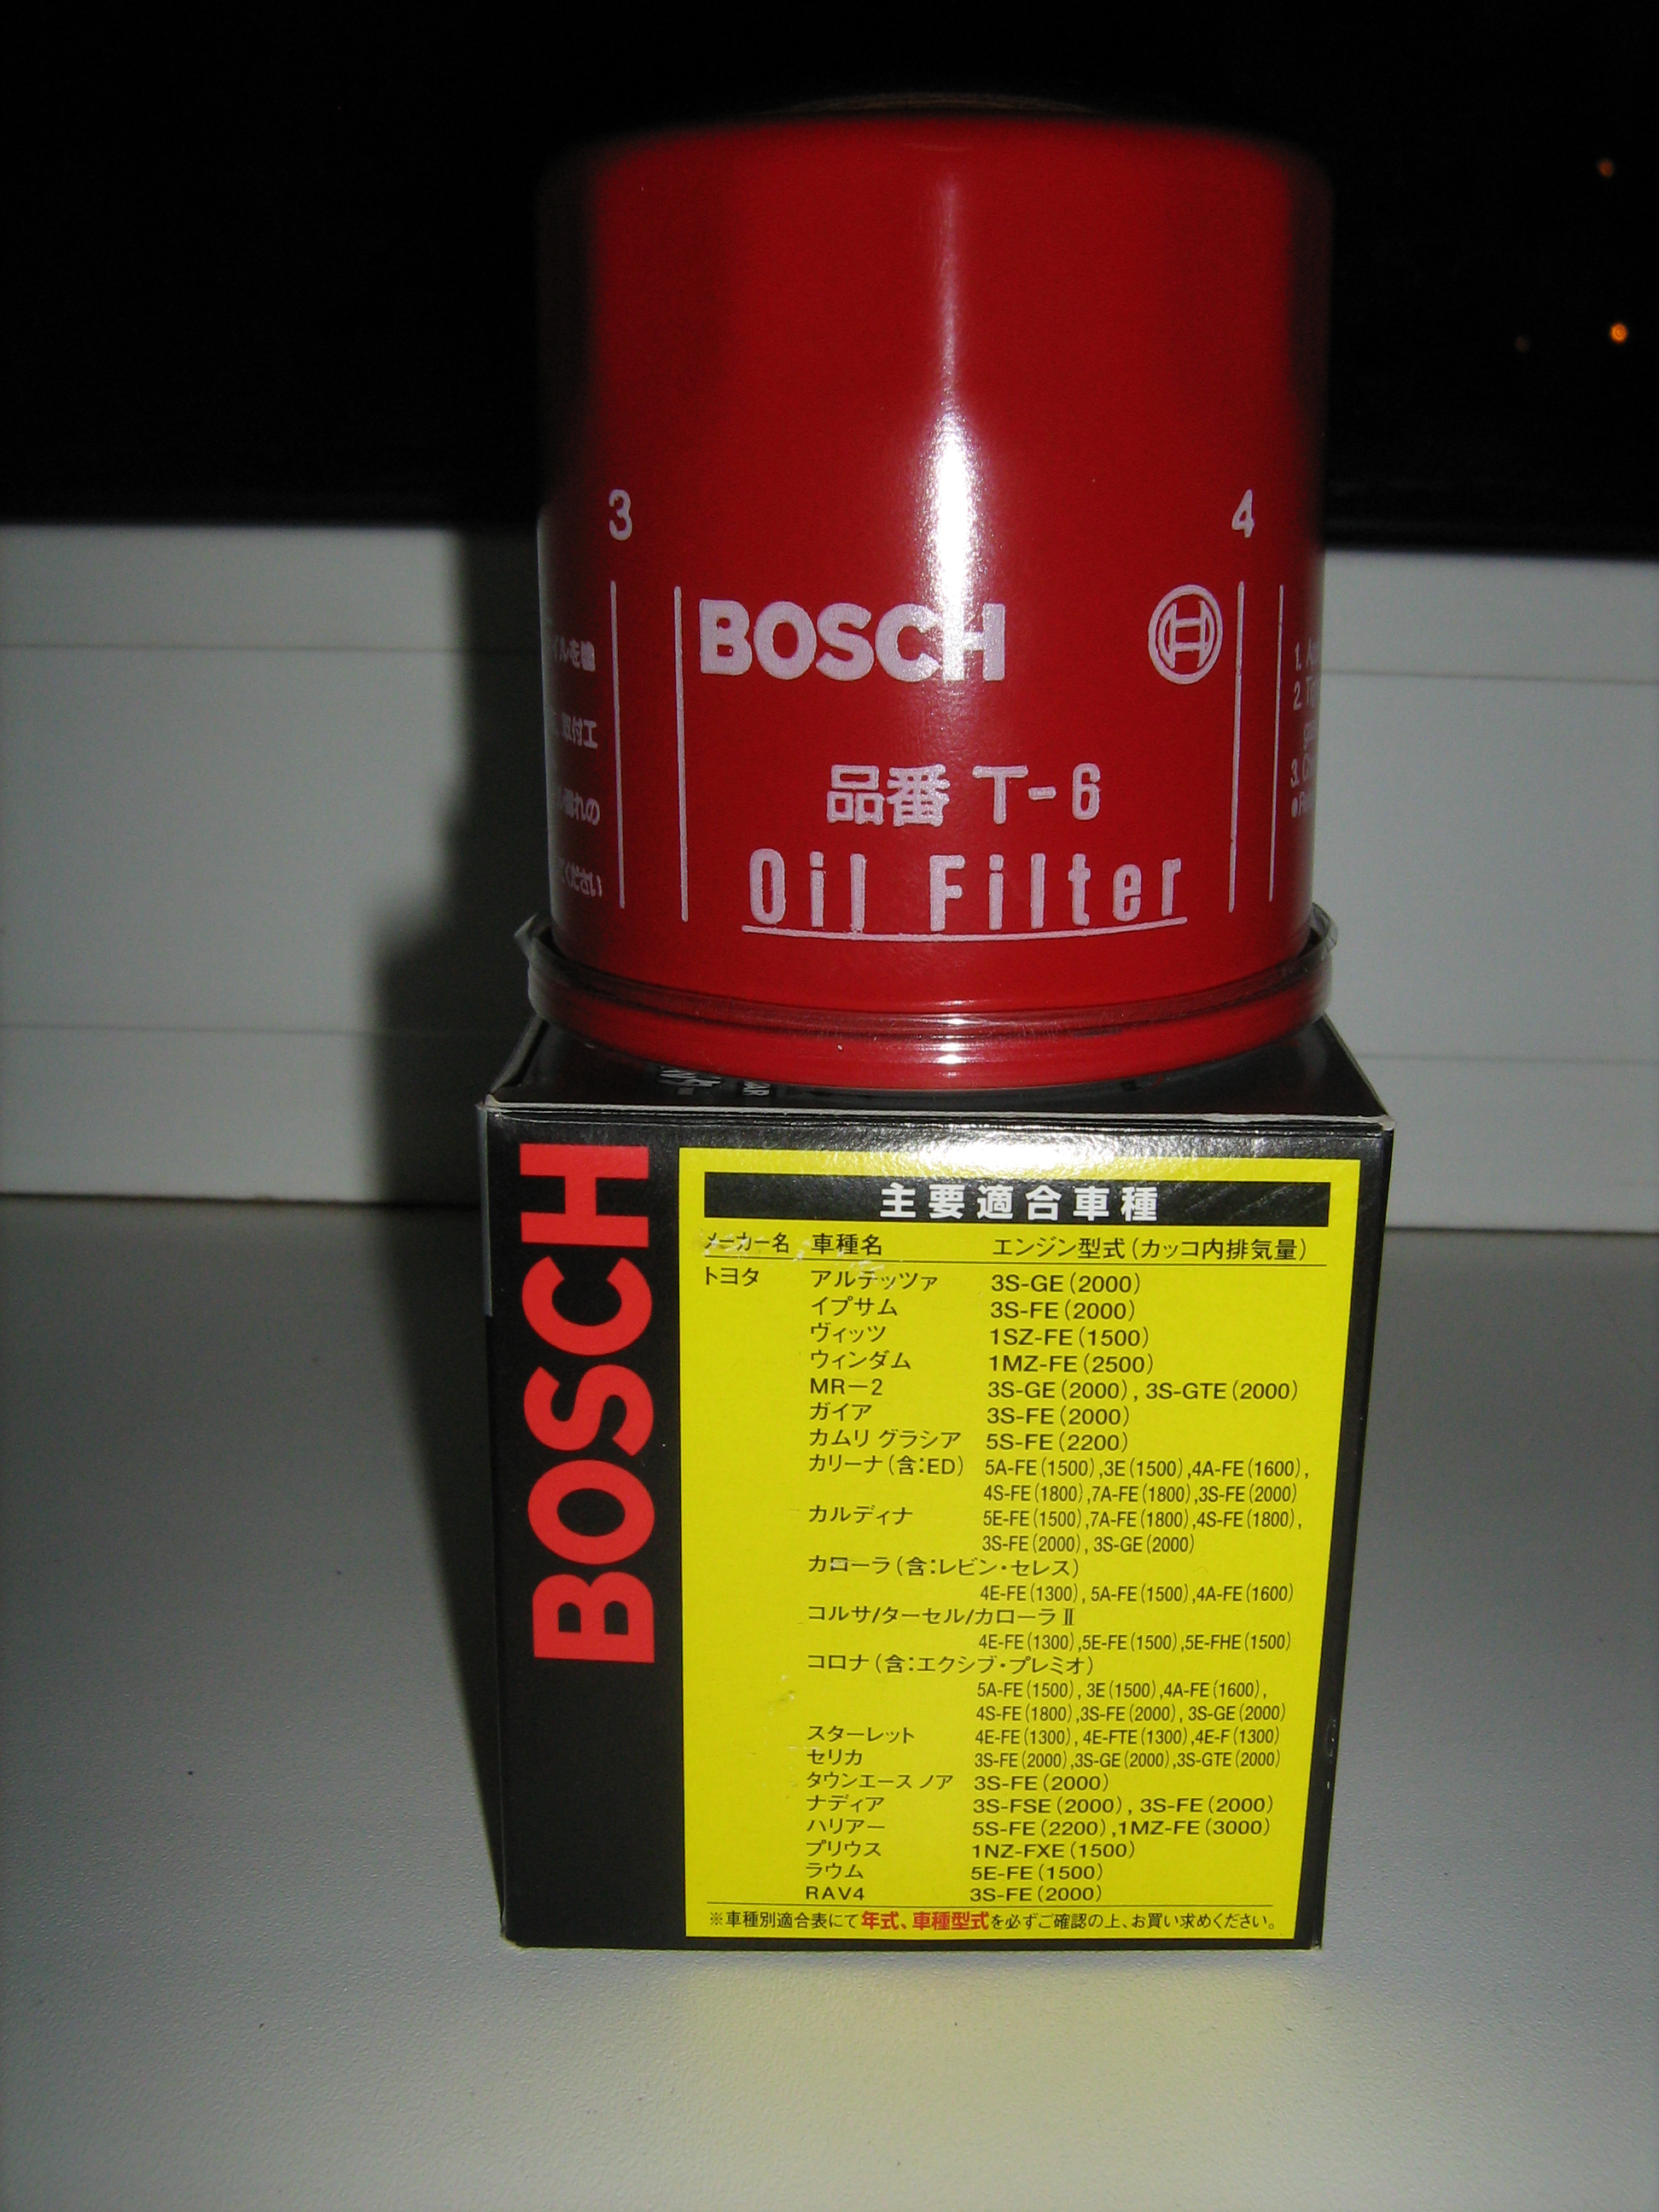 3
4
BOSCH
品番 T-6
Oil Filter
取付工
れの
ください
1.
2.
3.
BOSCH
主要適合車種
メーカー名 車種名 エンジン型式(カッコ内排気量)
トヨタ アルテッツァ 3S-GE(2000)
イプサム 3S-FE(2000)
ヴィッツ 1SZ-FE(1500)
ウィンダム 1MZ-FE(2500)
MR-2 3S-GE(2000), 3S-GTE(2000)
ガイア 3S-FE(2000)
カムリ グラシア 5S-FE(2200)
カリーナ(含:ED) 5A-FE(1500),3E(1500),4A-FE(1600),
4S-FE(1800),7A-FE(1800),3S-FE(2000)
カルディナ 5E-FE(1500),7A-FE(1800),4S-FE(1800),
3S-FE(2000), 3S-GE(2000)
カローラ(含:レビン・セレス)
4E-FE(1300), 5A-FE(1500),4A-FE(1600)
コルサ/ターセル/カローラⅡ
4E-FE(1300),5E-FE(1500),5E-FHE(1500)
コロナ(含:エクシブ・プレミオ)
5A-FE(1500), 3E(1500),4A-FE(1600),
4S-FE(1800),3S-FE(2000), 3S-GE(2000)
スターレット 4E-FE(1300), 4E-FTE(1300),4E-F(1300)
セリカ 3S-FE(2000),3S-GE(2000),3S-GTE(2000)
タウンエース ノア 3S-FE(2000)
ナディア 3S-FSE(2000), 3S-FE(2000)
ハリアー 5S-FE(2200),1MZ-FE(3000)
プリウス 1NZ-FXE(1500)
ラウム 5E-FE(1500)
RAV4 3S-FE(2000)
※車種別適合表にて年式、車種型式を必ずご確認の上、お買い求めください。